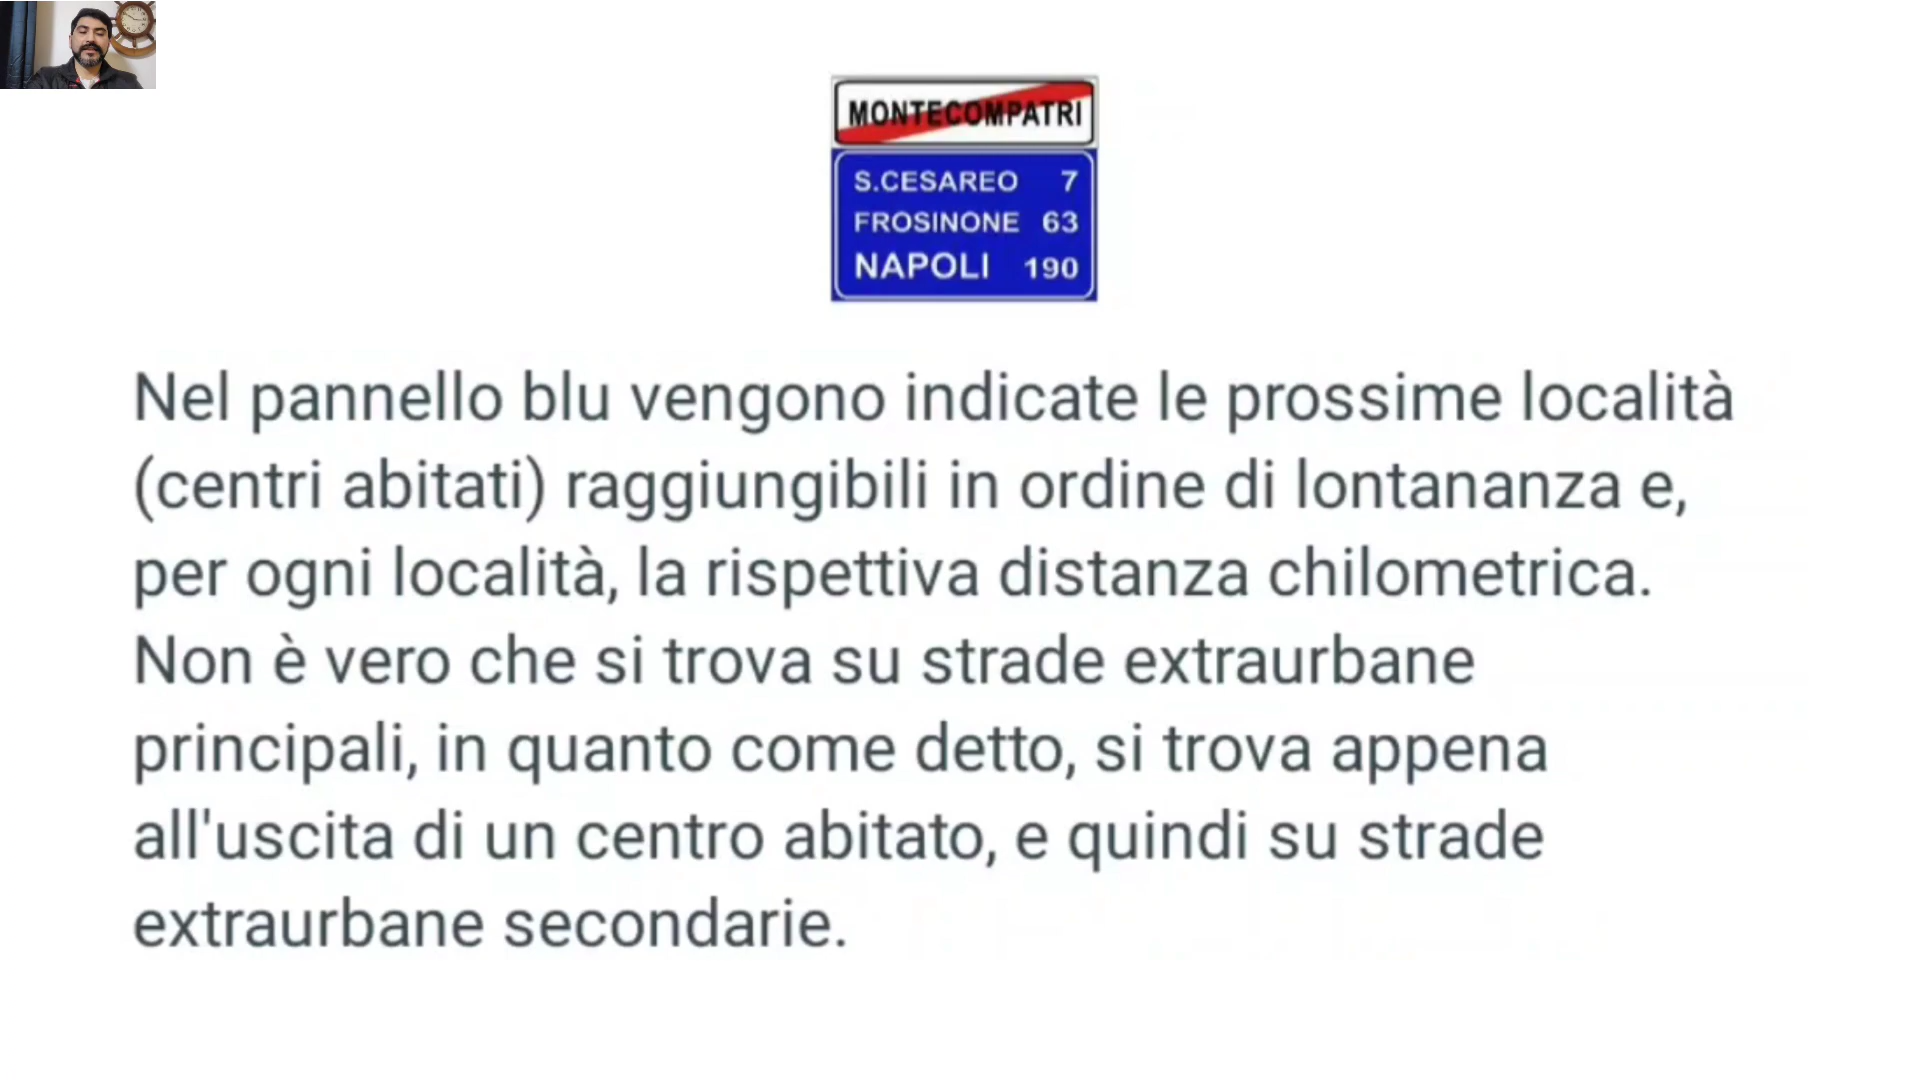 MONTECOMPATRI
S.CESAREO 7
FROSINONE 63
NAPOLI 190
Nel pannello blu vengono indicate le prossime località
(centri abitati) raggiungibili in ordine di lontananza e,
per ogni località, la rispettiva distanza chilometrica.
Non è vero che si trova su strade extraurbane
principali, in quanto come detto, si trova appena
all'uscita di un centro abitato, e quindi su strade
extraurbane secondarie.